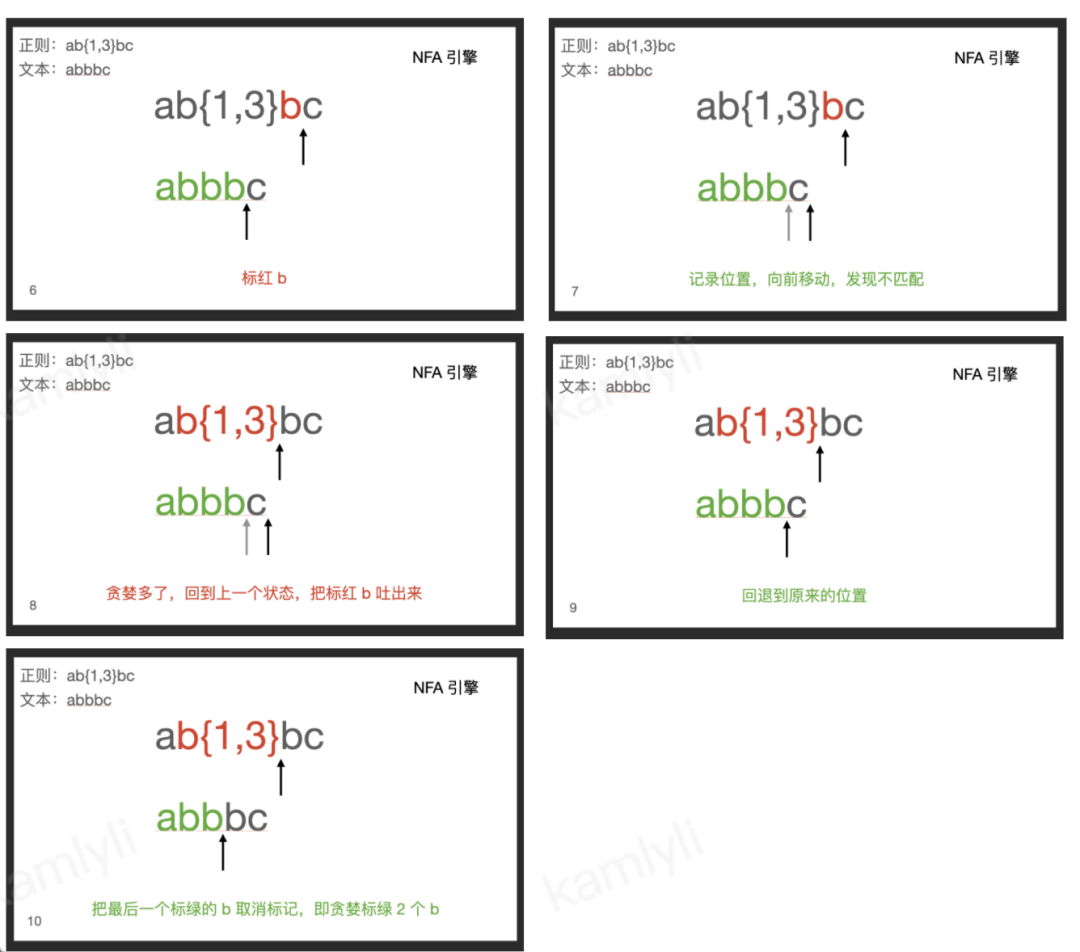 正则：ab{1,3}bc
文本：abbbc
NFA 引擎
ab{1,3}bc
abbbc
标红 b
6
正则：ab{1,3}bc
文本：abbbc
NFA 引擎
ab{1,3}bc
abbbc
记录位置，向前移动，发现不匹配
7
正则：ab{1,3}bc
文本：abbbc
NFA 引擎
ab{1,3}bc
abbbc
贪婪多了，回到上一个状态，把标红 b 吐出来
8
正则：ab{1,3}bc
文本：abbbc
NFA 引擎
ab{1,3}bc
abbbc
回退到原来的位置
9
正则：ab{1,3}bc
文本：abbbc
NFA 引擎
ab{1,3}bc
abbbc
把最后一个标绿的 b 取消标记，即贪婪标绿 2 个 b
10
kamlyli
kamlyli
kamlyli
kamlyli